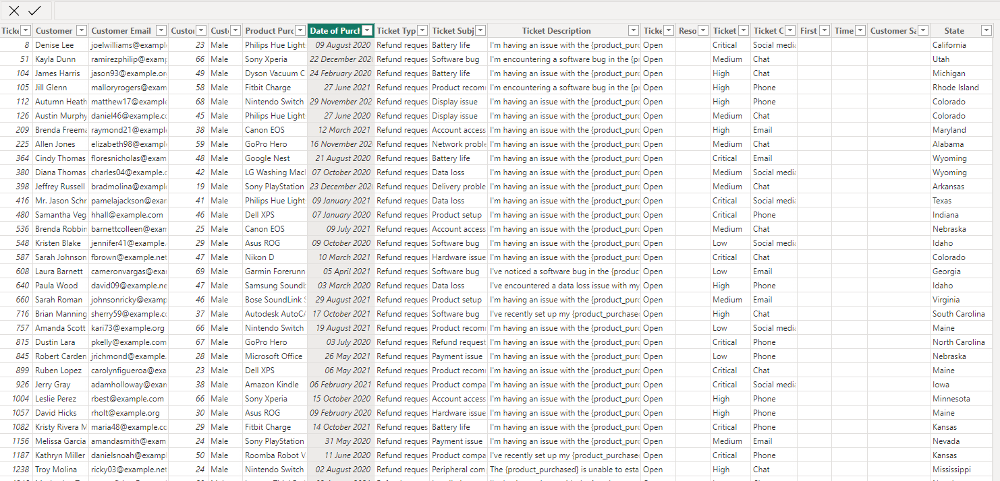 Ticke Customer Customer Email Custor Custo Product Purc Date of Purch Ticket Typ Ticket Subj Ticket Description Ticke Reso Ticket Ticket C First Time Customer Sa State
8 Denise Lee joelwilliams@exampl 23 Male Philips Hue Light 09 August 2020 Refund reques Battery life I'm having an issue with the {product_purc Open Critical Social media California
51 Kayla Dunn ramirezphilip@examp 66 Male Sony Xperia 22 December 2020 Refund reques Software bug I'm encountering a software bug in the {pr Open Medium Chat Utah
104 James Harris jason93@example.or 49 Male Dyson Vacuum C 24 February 2020 Refund reques Battery life I'm having an issue with the {product_purc Open High Chat Michigan
105 Jill Glenn malloryrogers@exam 58 Male Fitbit Charge 27 June 2021 Refund reques Product recom I'm encountering a software bug in the {pr Open High Phone Rhode Island
112 Autumn Heath matthew17@example 68 Male Nintendo Switch 29 November 202 Refund reques Display issue I'm having an issue with the {product_purc Open High Phone Colorado
126 Austin Murphy daniel46@example.cc 45 Male Philips Hue Light 27 June 2020 Refund reques Display issue I'm having an issue with the {product_purc Open Medium Chat Colorado
209 Brenda Freema raymond21@example 38 Male Canon EOS 12 March 2021 Refund reques Account access I'm having an issue with the {product_purc Open High Email Maryland
225 Allen Jones elizabeth98@exampl 59 Male GoPro Hero 16 November 202 Refund reques Network proble I'm having an issue with the {product_purc Open Medium Chat Alabama
364 Cindy Thomas floresnicholas@exam 48 Male Google Nest 21 August 2020 Refund reques Battery life I'm having an issue with the {product_purc Open Critical Email Wyoming
380 Diana Thomas charles04@example.c 42 Male LG Washing Mac 07 October 2020 Refund reques Data loss I'm having an issue with the {product_purc Open Medium Social media Wyoming
398 Jeffrey Russell bradmolina@example 19 Male Sony PlayStation 23 December 2020 Refund reques Delivery proble I'm having an issue with the {product_purc Open Medium Chat Arkansas
416 Mr. Jason Schr pamelajackson@exan 41 Male Philips Hue Light 09 January 2021 Refund reques Data loss I'm having an issue with the {product_purc Open Critical Social media Texas
480 Samantha Veg hhall@example.com 46 Male Dell XPS 07 January 2020 Refund reques Product setup I'm having an issue with the {product_purc Open Critical Phone Indiana
536 Brenda Robbin barnettcolleen@exam 25 Male Canon EOS 09 July 2021 Refund reques Account access I'm having an issue with the {product_purc Open Medium Chat Nebraska
548 Kristen Blake jennifer41@example. 29 Male Asus ROG 09 October 2020 Refund reques Software bug I'm having an issue with the {product_purc Open Low Social media Idaho
587 Sarah Johnson fbrown@example.net 47 Male Nikon D 10 March 2021 Refund reques Hardware issue I'm having an issue with the {product_purc Open Critical Chat Colorado
608 Laura Barnett cameronvargas@exa 69 Male Garmin Forerunn 05 April 2021 Refund reques Software bug I've noticed a software bug in the {produc Open Low Email Georgia
640 Paula Wood david09@example.ne 47 Male Samsung Soundb 03 March 2020 Refund reques Data loss I've encountered a data loss issue with my Open High Phone Idaho
660 Sarah Roman johnsonricky@examp 46 Male Bose SoundLink S 29 August 2021 Refund reques Product setup I'm having an issue with the {product_purc Open Medium Email Virginia
716 Brian Manning sherry59@example.cc 37 Male Autodesk AutoCA 17 October 2021 Refund reques Software bug I've recently set up my {product_purchase Open High Chat South Carolina
757 Amanda Scott kari73@example.org 66 Male Nintendo Switch 19 August 2021 Refund reques Product recom I'm having an issue with the {product_purc Open Low Social media Maine
815 Dustin Lara pkelly@example.com 67 Male GoPro Hero 03 July 2020 Refund reques Refund request I'm having an issue with the {product_purc Open Critical Phone North Carolina
845 Robert Carden jrichmond@example. 28 Male Microsoft Office 26 May 2021 Refund reques Payment issue I'm having an issue with the {product_purc Open Low Phone Nebraska
899 Ruben Lopez carolynfigueroa@exa 23 Male Dell XPS 06 May 2021 Refund reques Product recom I'm having an issue with the {product_purc Open Critical Chat Maine
926 Jerry Gray adamholloway@exan 38 Male Amazon Kindle 06 February 2021 Refund reques Product compa I'm having an issue with the {product_purc Open Critical Social media Iowa
1004 Leslie Perez rbest@example.com 66 Male Sony Xperia 15 October 2020 Refund reques Account access I'm having an issue with the {product_purc Open High Phone Minnesota
1057 David Hicks rholt@example.org 30 Male Asus ROG 09 February 2020 Refund reques Hardware issue I'm having an issue with the {product_purc Open High Phone Maine
1082 Kristy Rivera M maria48@example.cc 29 Male Fitbit Charge 14 October 2021 Refund reques Battery life I'm having an issue with the {product_purc Open Critical Phone Kansas
1156 Melissa Garcia amandasmith@exam 24 Male Sony PlayStation 31 May 2020 Refund reques Payment issue I'm having an issue with the {product_purc Open Medium Email Nevada
1187 Kathryn Miller danielsnoah@example 50 Male Roomba Robot V 11 June 2020 Refund reques Product compa I've recently set up my {product_purchase Open Critical Phone Kansas
1238 Troy Molina ricky03@example.net 24 Male Nintendo Switch 02 August 2020 Refund reques Peripheral com The {product_purchased} is unable to esta Open High Chat Mississippi